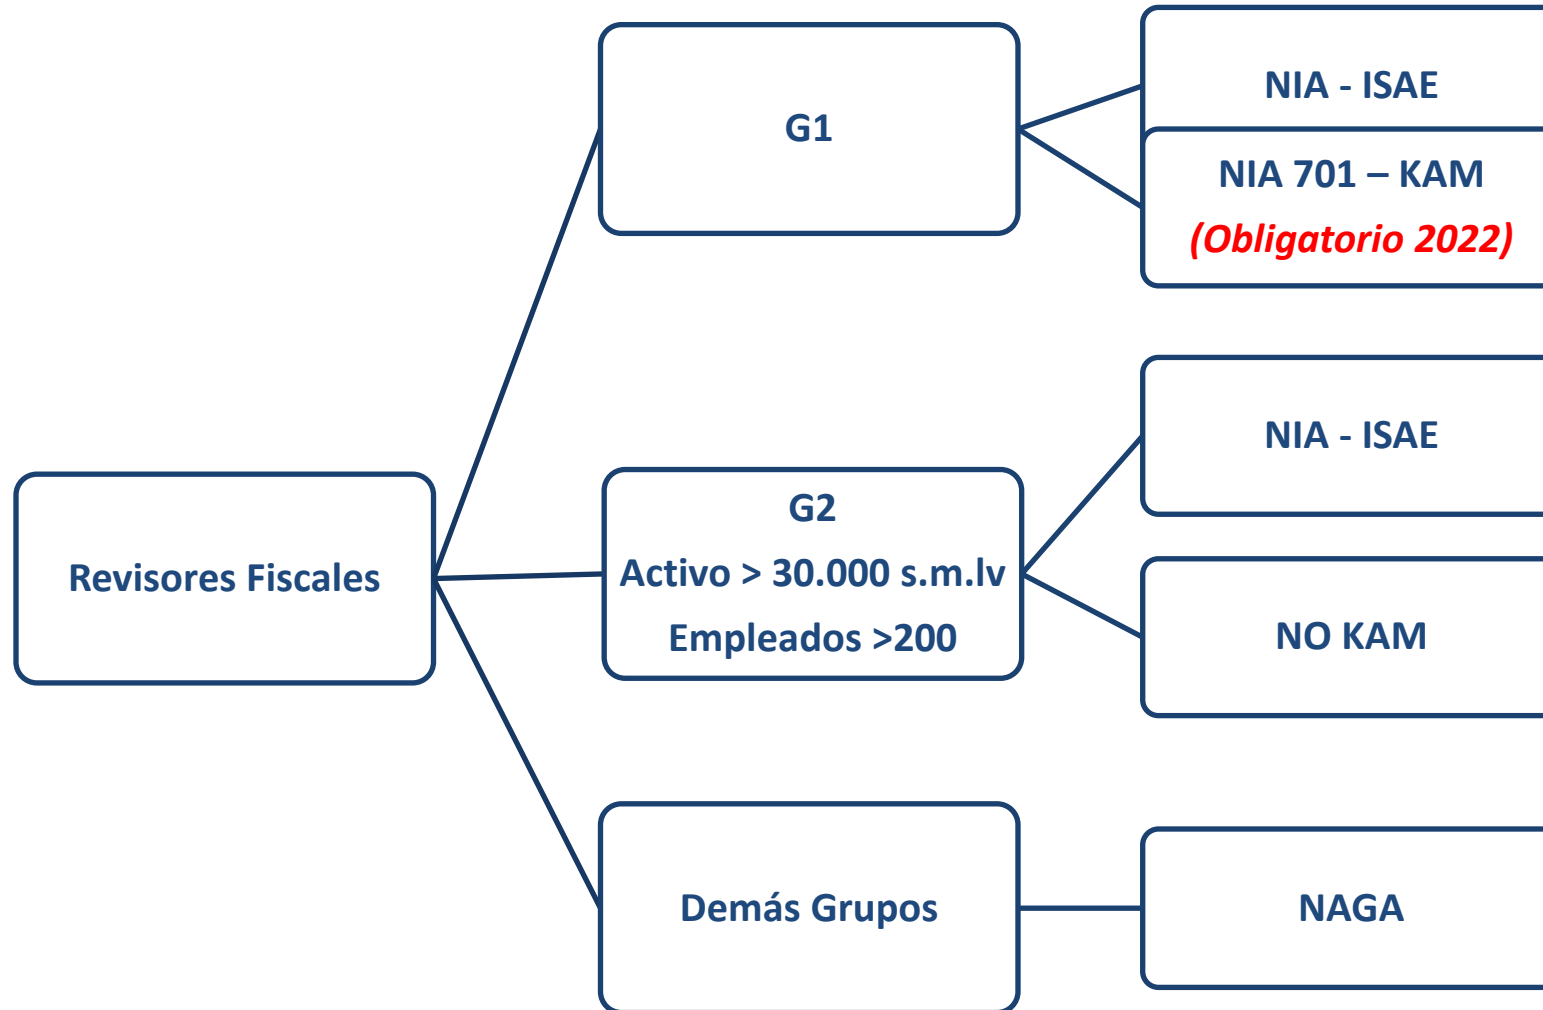 Revisores Fiscales
G1
NIA - ISAE
NIA 701 – KAM
(Obligatorio 2022)
G2
Activo > 30.000 s.m.lv
Empleados >200
NIA - ISAE
NO KAM
Demás Grupos
NAGA